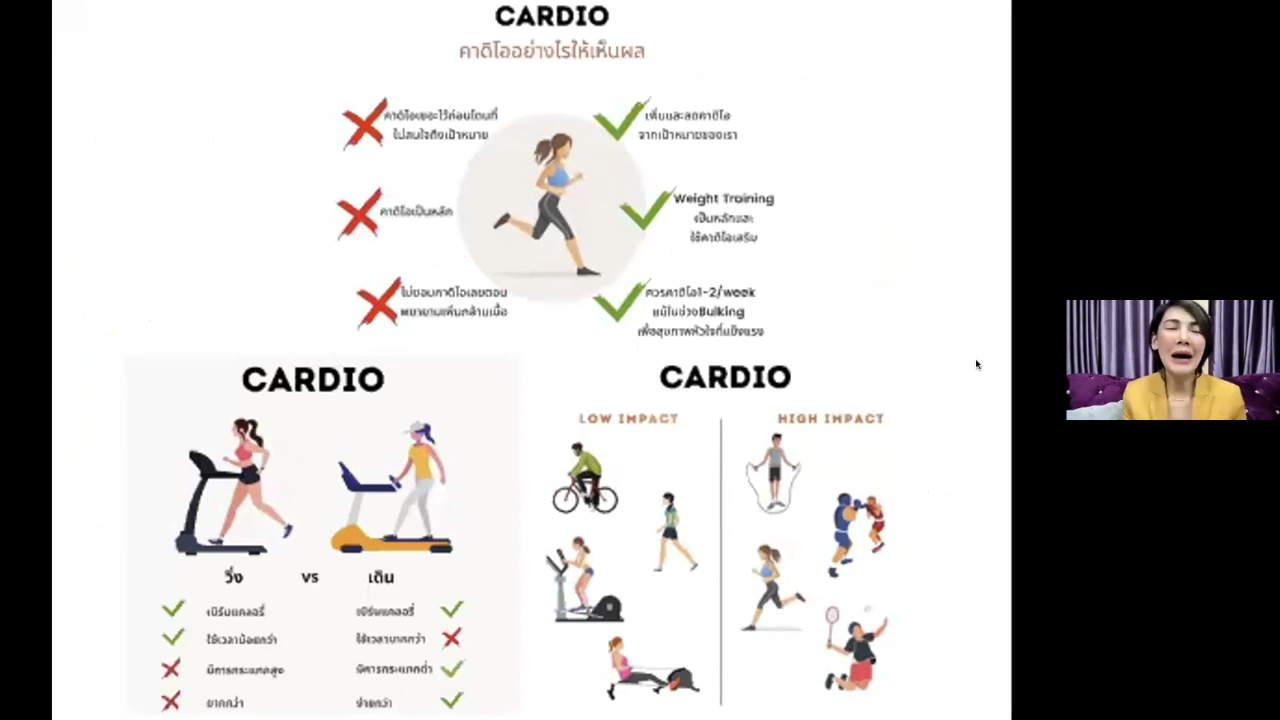 CARDIO
คาดิโออย่างไรให้เห็นผล
คาดิโอเยอะไว้ก่อนโดยที่
ไม่สนใจถึงเป้าหมาย
เพิ่มและลดคาดิโอ
จากเป้าหมายของเรา
คาดิโอเป็นหลัก
Weight Training
เป็นหลักและ
ใช้คาดิโอเสริม
ไม่ยอมคาดิโอเลยตอน
พยายามเพิ่มกล้ามเนื้อ
ควรคาดิโอ1-2/week
แม้ในช่วงBulking
เพื่อสุขภาพหัวใจที่แข็งแรง
CARDIO
วิ่ง vs เดิน
เบิร์นแคลอรี่ เบิร์นแคลอรี่
ใช้เวลาน้อยกว่า ใช้เวลามากกว่า
มีการกระแทกสูง มีการกระแทกต่ำ
ยากกว่า ง่ายกว่า
CARDIO
LOW IMPACT HIGH IMPACT